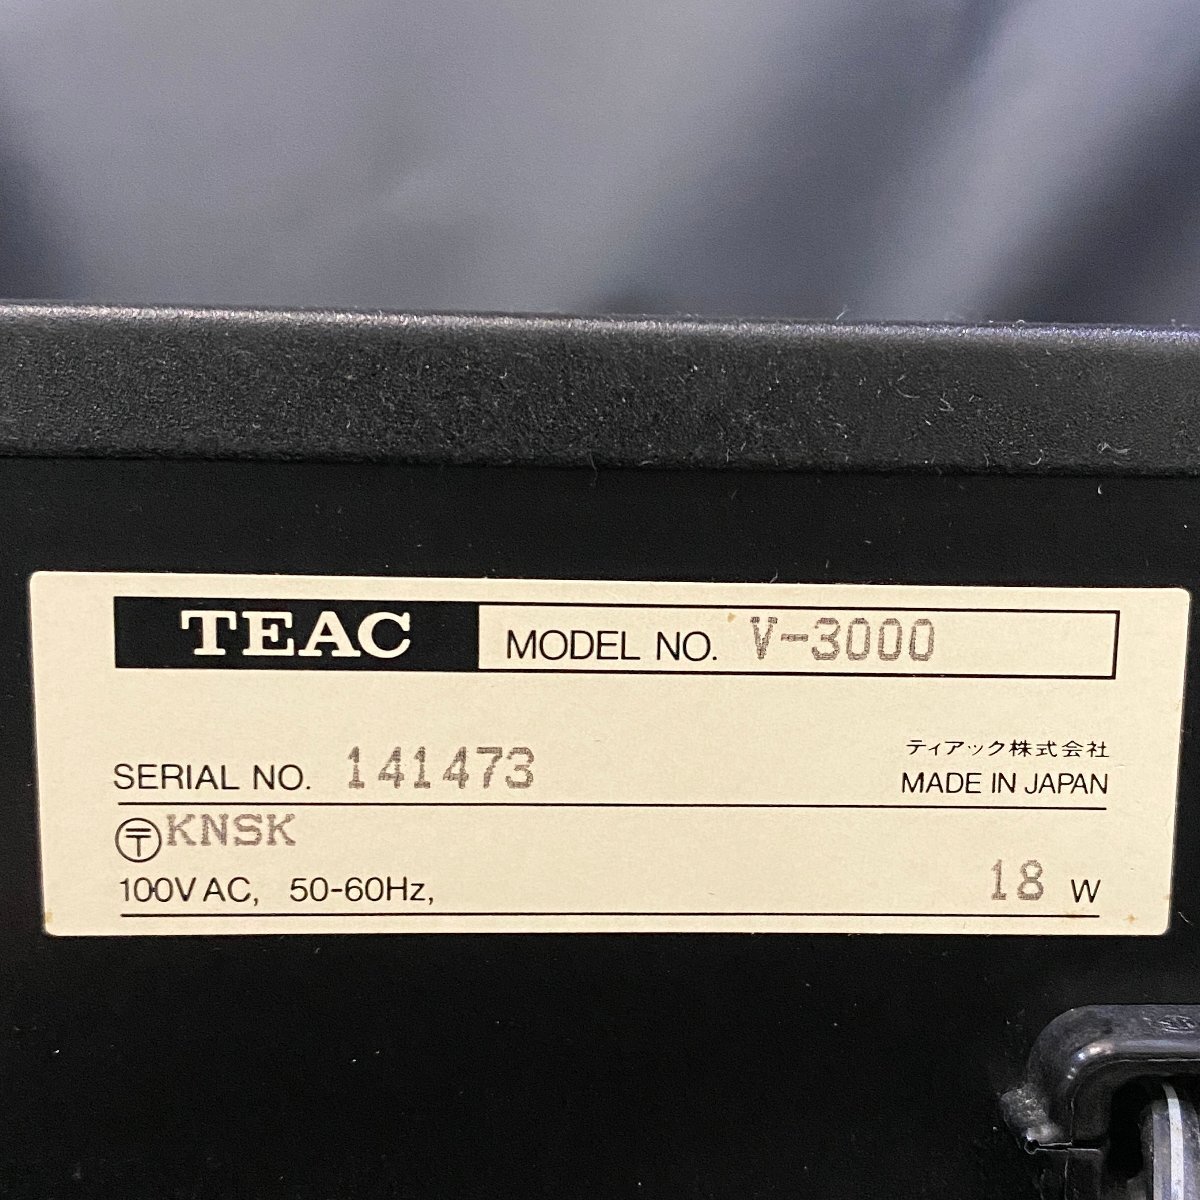 TEAC MODEL NO. V-3000
ティアック株式会社
SERIAL NO. 141473 MADE IN JAPAN
〒KNSK
100V AC, 50-60Hz, 18 W